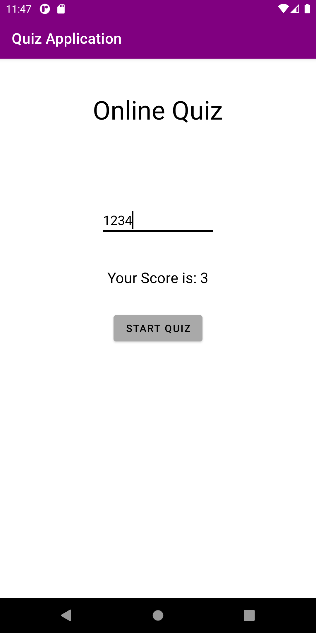 11:47
Quiz Application
Online Quiz
1234
Your Score is: 3
START QUIZ